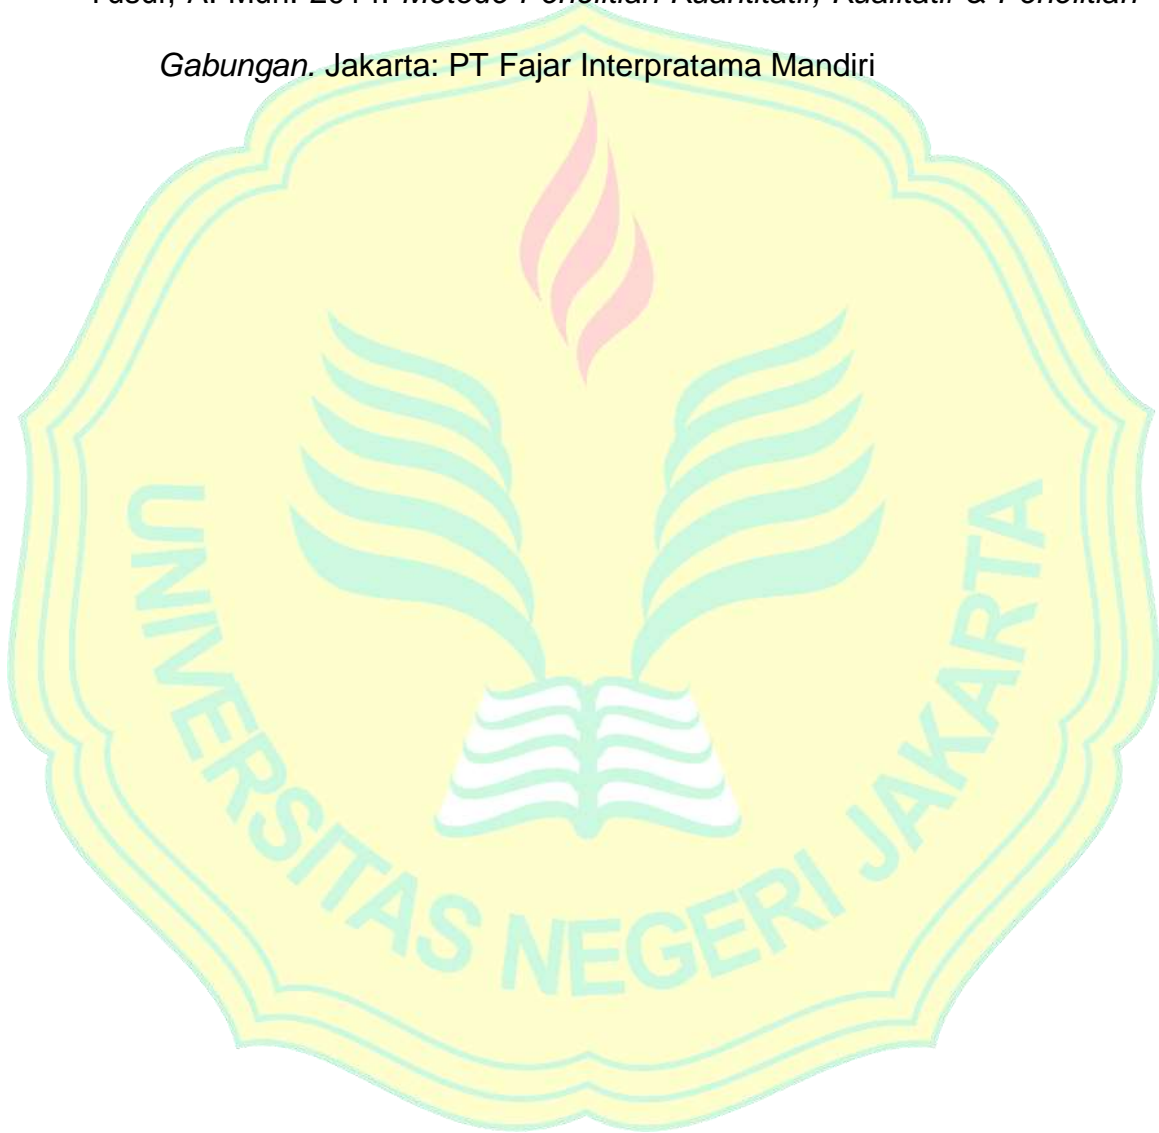 Yusuf, A. Muri. 2014. Metode Penelitian Kuantitatif, Kualitatif & Penelitian
Gabungan. Jakarta: PT Fajar Interpratama Mandiri
UNIVERSITAS NEGERI JAKARTA